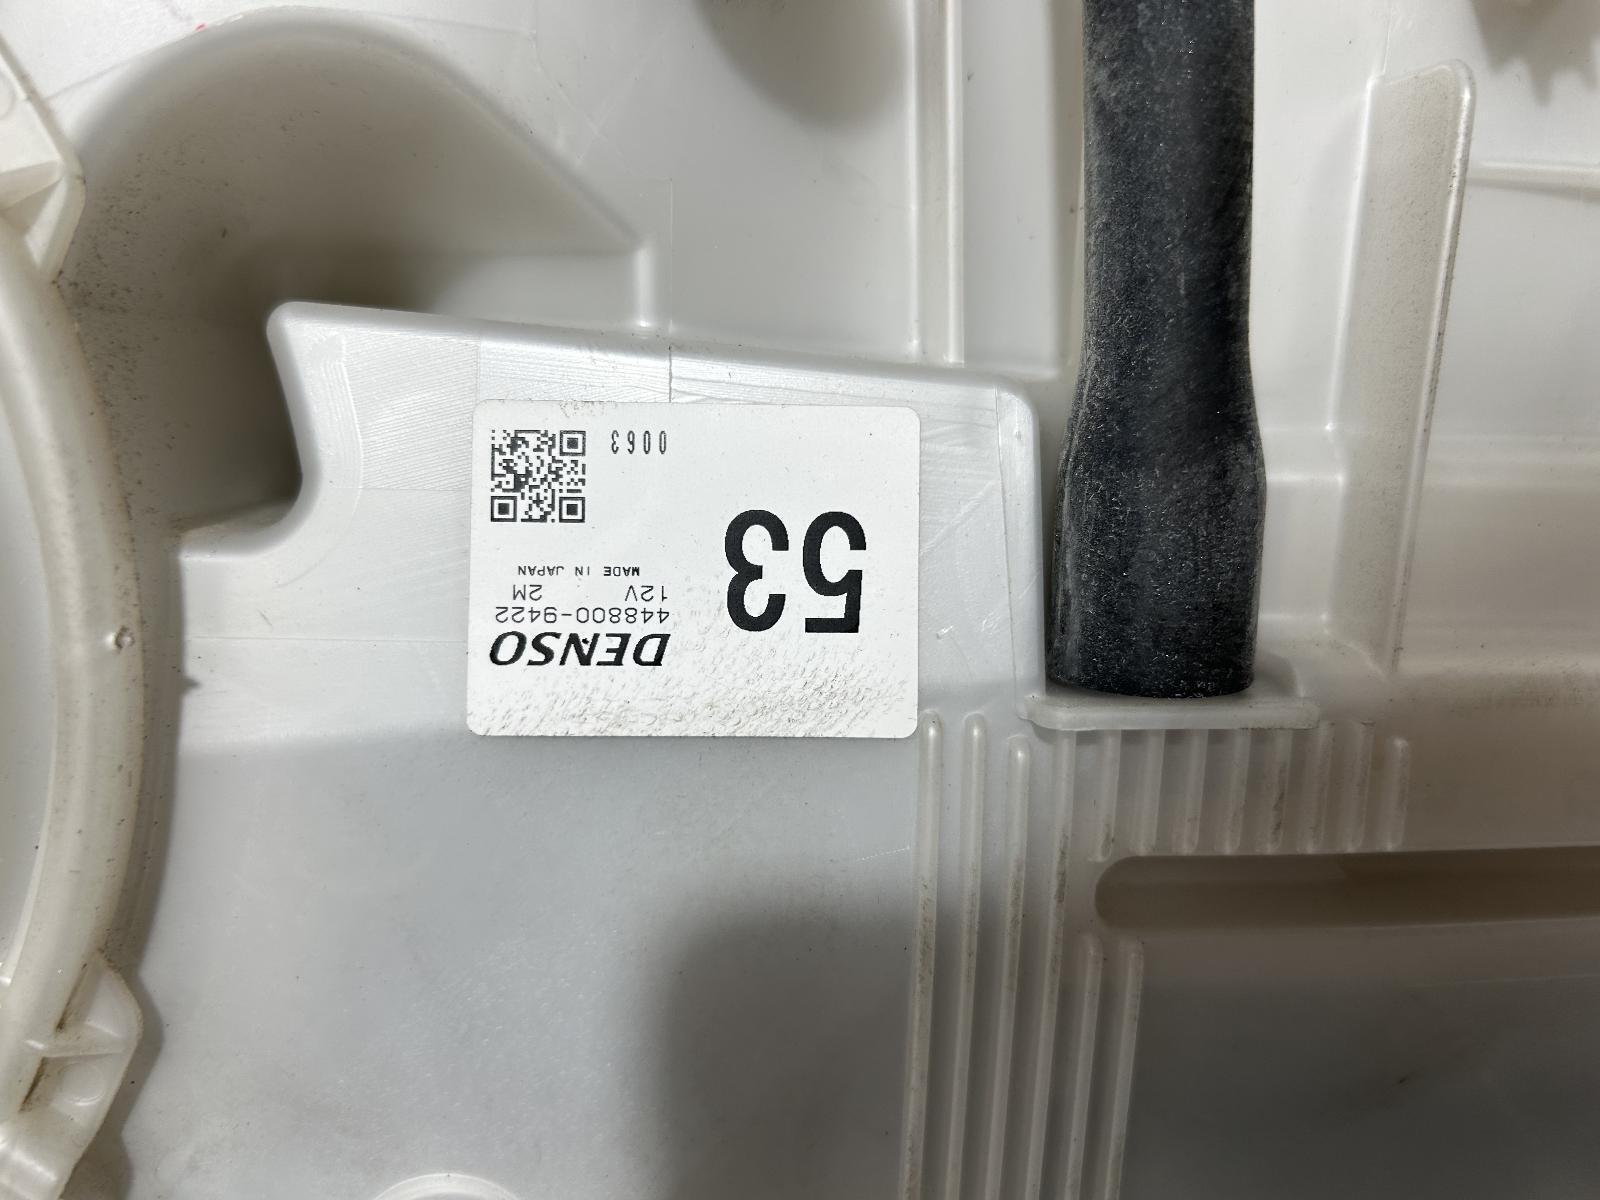 DENSO
448800-9422
12V 2M
MADE IN JAPAN
53
0063